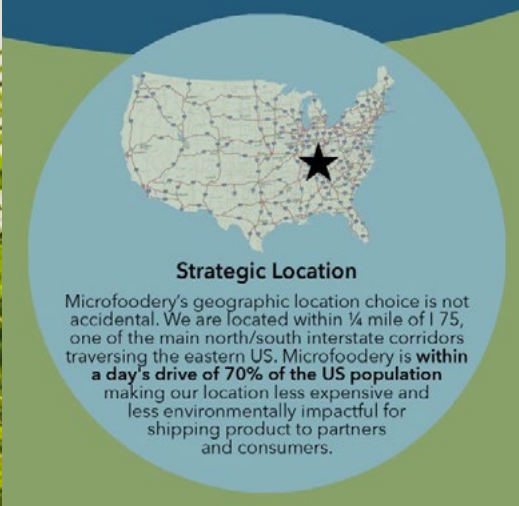 Strategic Location
Microfoodery's geographic location choice is not
accidental. We are located within ¼ mile of I 75,
one of the main north/south interstate corridors
traversing the eastern US. Microfoodery is within
a day's drive of 70% of the US population
making our location less expensive and
less environmentally impactful for
shipping product to partners
and consumers.